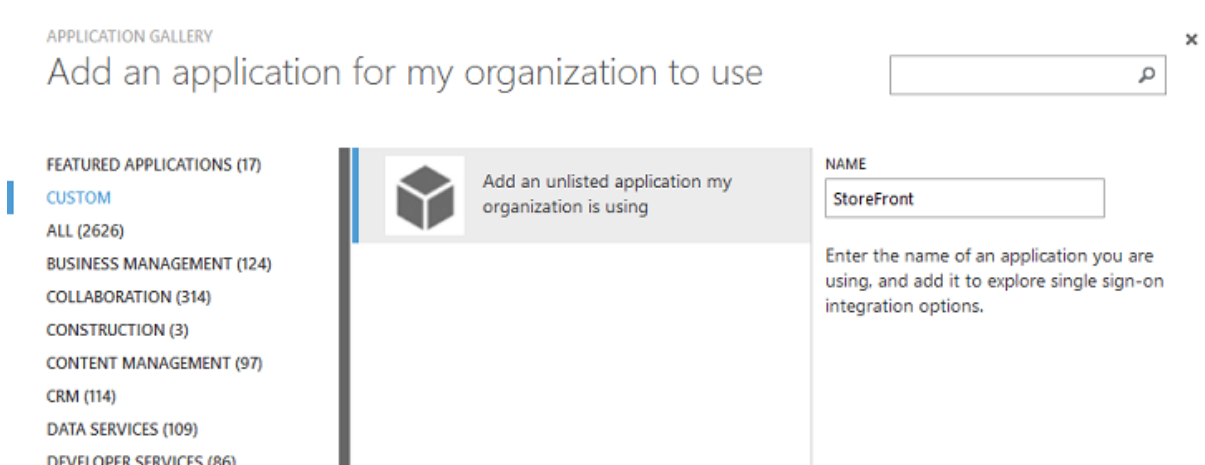 APPLICATION GALLERY
Add an application for my organization to use
FEATURED APPLICATIONS (17)
CUSTOM
ALL (2626)
BUSINESS MANAGEMENT (124)
COLLABORATION (314)
CONSTRUCTION (3)
CONTENT MANAGEMENT (97)
CRM (114)
DATA SERVICES (109)
DEVELOPER SERVICES (86)
Add an unlisted application my
organization is using
NAME
StoreFront
Enter the name of an application you are
using, and add it to explore single sign-on
integration options.